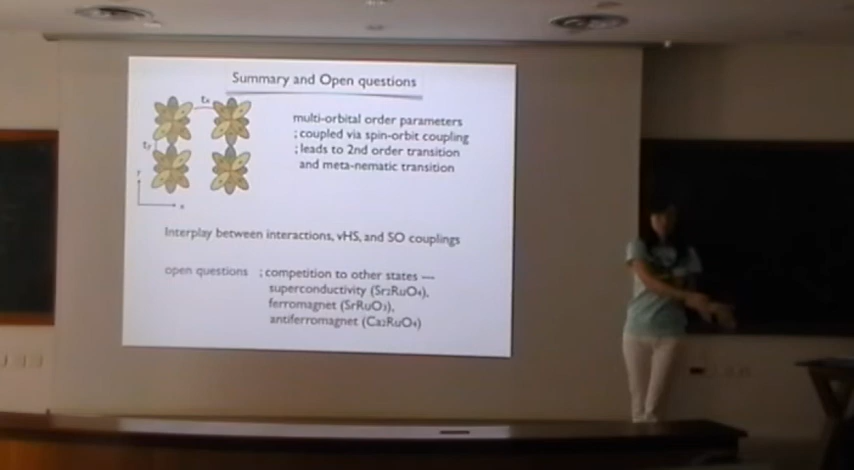 Summary and Open questions
tx
ty
multi-orbital order parameters
; coupled via spin-orbit coupling
; leads to 2nd order transition
and meta-nematic transition
Y
x
Interplay between interactions, vHS, and SO couplings
open questions ; competition to other states —
superconductivity (Sr₂RuO₄),
ferromagnet (SrRuO₃),
antiferromagnet (Ca₂RuO₄)